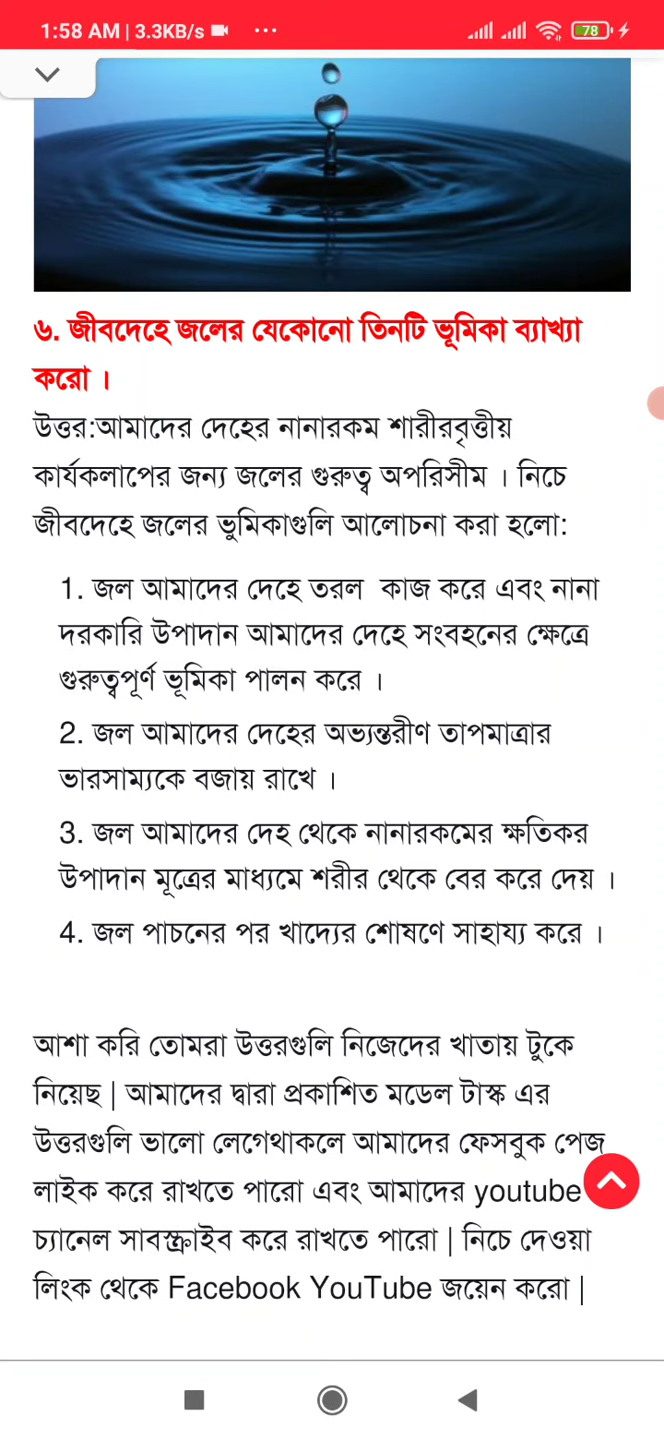 1:58 AM | 3.3KB/s
78
৬. জীবদেহে জলের যেকোনো তিনটি ভূমিকা ব্যাখ্যা
করো ।
উত্তর:আমাদের দেহের নানারকম শারীরবৃত্তীয়
কার্যকলাপের জন্য জলের গুরুত্ব অপরিসীম । নিচে
জীবদেহে জলের ভুমিকাগুলি আলোচনা করা হলো:
1. জল আমাদের দেহে তরল কাজ করে এবং নানা
দরকারি উপাদান আমাদের দেহে সংবহনের ক্ষেত্রে
গুরুত্বপূর্ণ ভূমিকা পালন করে ।
2. জল আমাদের দেহের অভ্যন্তরীণ তাপমাত্রার
ভারসাম্যকে বজায় রাখে ।
3. জল আমাদের দেহ থেকে নানারকমের ক্ষতিকর
উপাদান মূত্রের মাধ্যমে শরীর থেকে বের করে দেয় ।
4. জল পাচনের পর খাদ্যের শোষণে সাহায্য করে ।
আশা করি তোমরা উত্তরগুলি নিজেদের খাতায় টুকে
নিয়েছ | আমাদের দ্বারা প্রকাশিত মডেল টাস্ক এর
উত্তরগুলি ভালো লেগেথাকলে আমাদের ফেসবুক পেজ
লাইক করে রাখতে পারো এবং আমাদের youtube
চ্যানেল সাবস্ক্রাইব করে রাখতে পারো | নিচে দেওয়া
লিংক থেকে Facebook YouTube জয়েন করো |